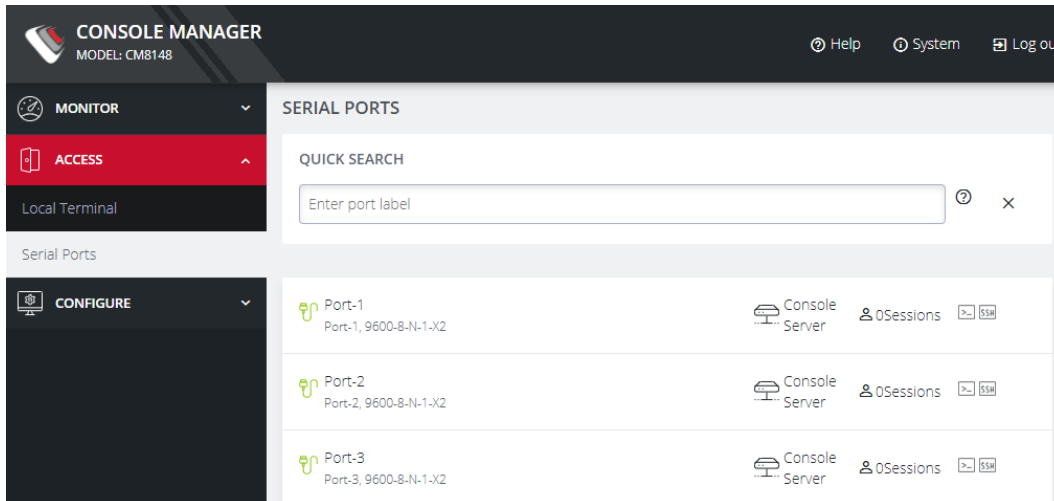 CONSOLE MANAGER
MODEL: CM8148
Help
System
Log ou
MONITOR
ACCESS
Local Terminal
Serial Ports
CONFIGURE
SERIAL PORTS
QUICK SEARCH
Enter port label
Port-1
Port-1, 9600-8-N-1-X2
Console
Server
0Sessions
SSH
Port-2
Port-2, 9600-8-N-1-X2
Console
Server
0Sessions
SSH
Port-3
Port-3, 9600-8-N-1-X2
Console
Server
0Sessions
SSH